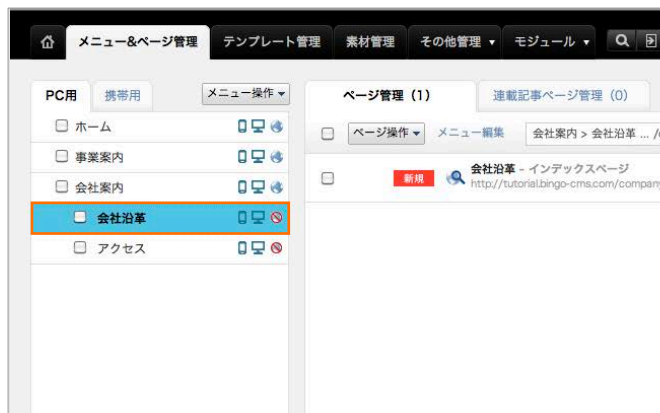 メニュー&ページ管理 テンプレート管理 素材管理 その他管理 ▼ モジュール ▼
PC用 携帯用 メニュー操作▼
ページ管理（1） 連載記事ページ管理（0）
ホーム
事業案内
会社案内
会社沿革
アクセス
ページ操作▼ メニュー編集 会社案内 > 会社沿革 ... /
新規 会社沿革 - インデックスページ
http://tutorial.bingo-cms.com/company